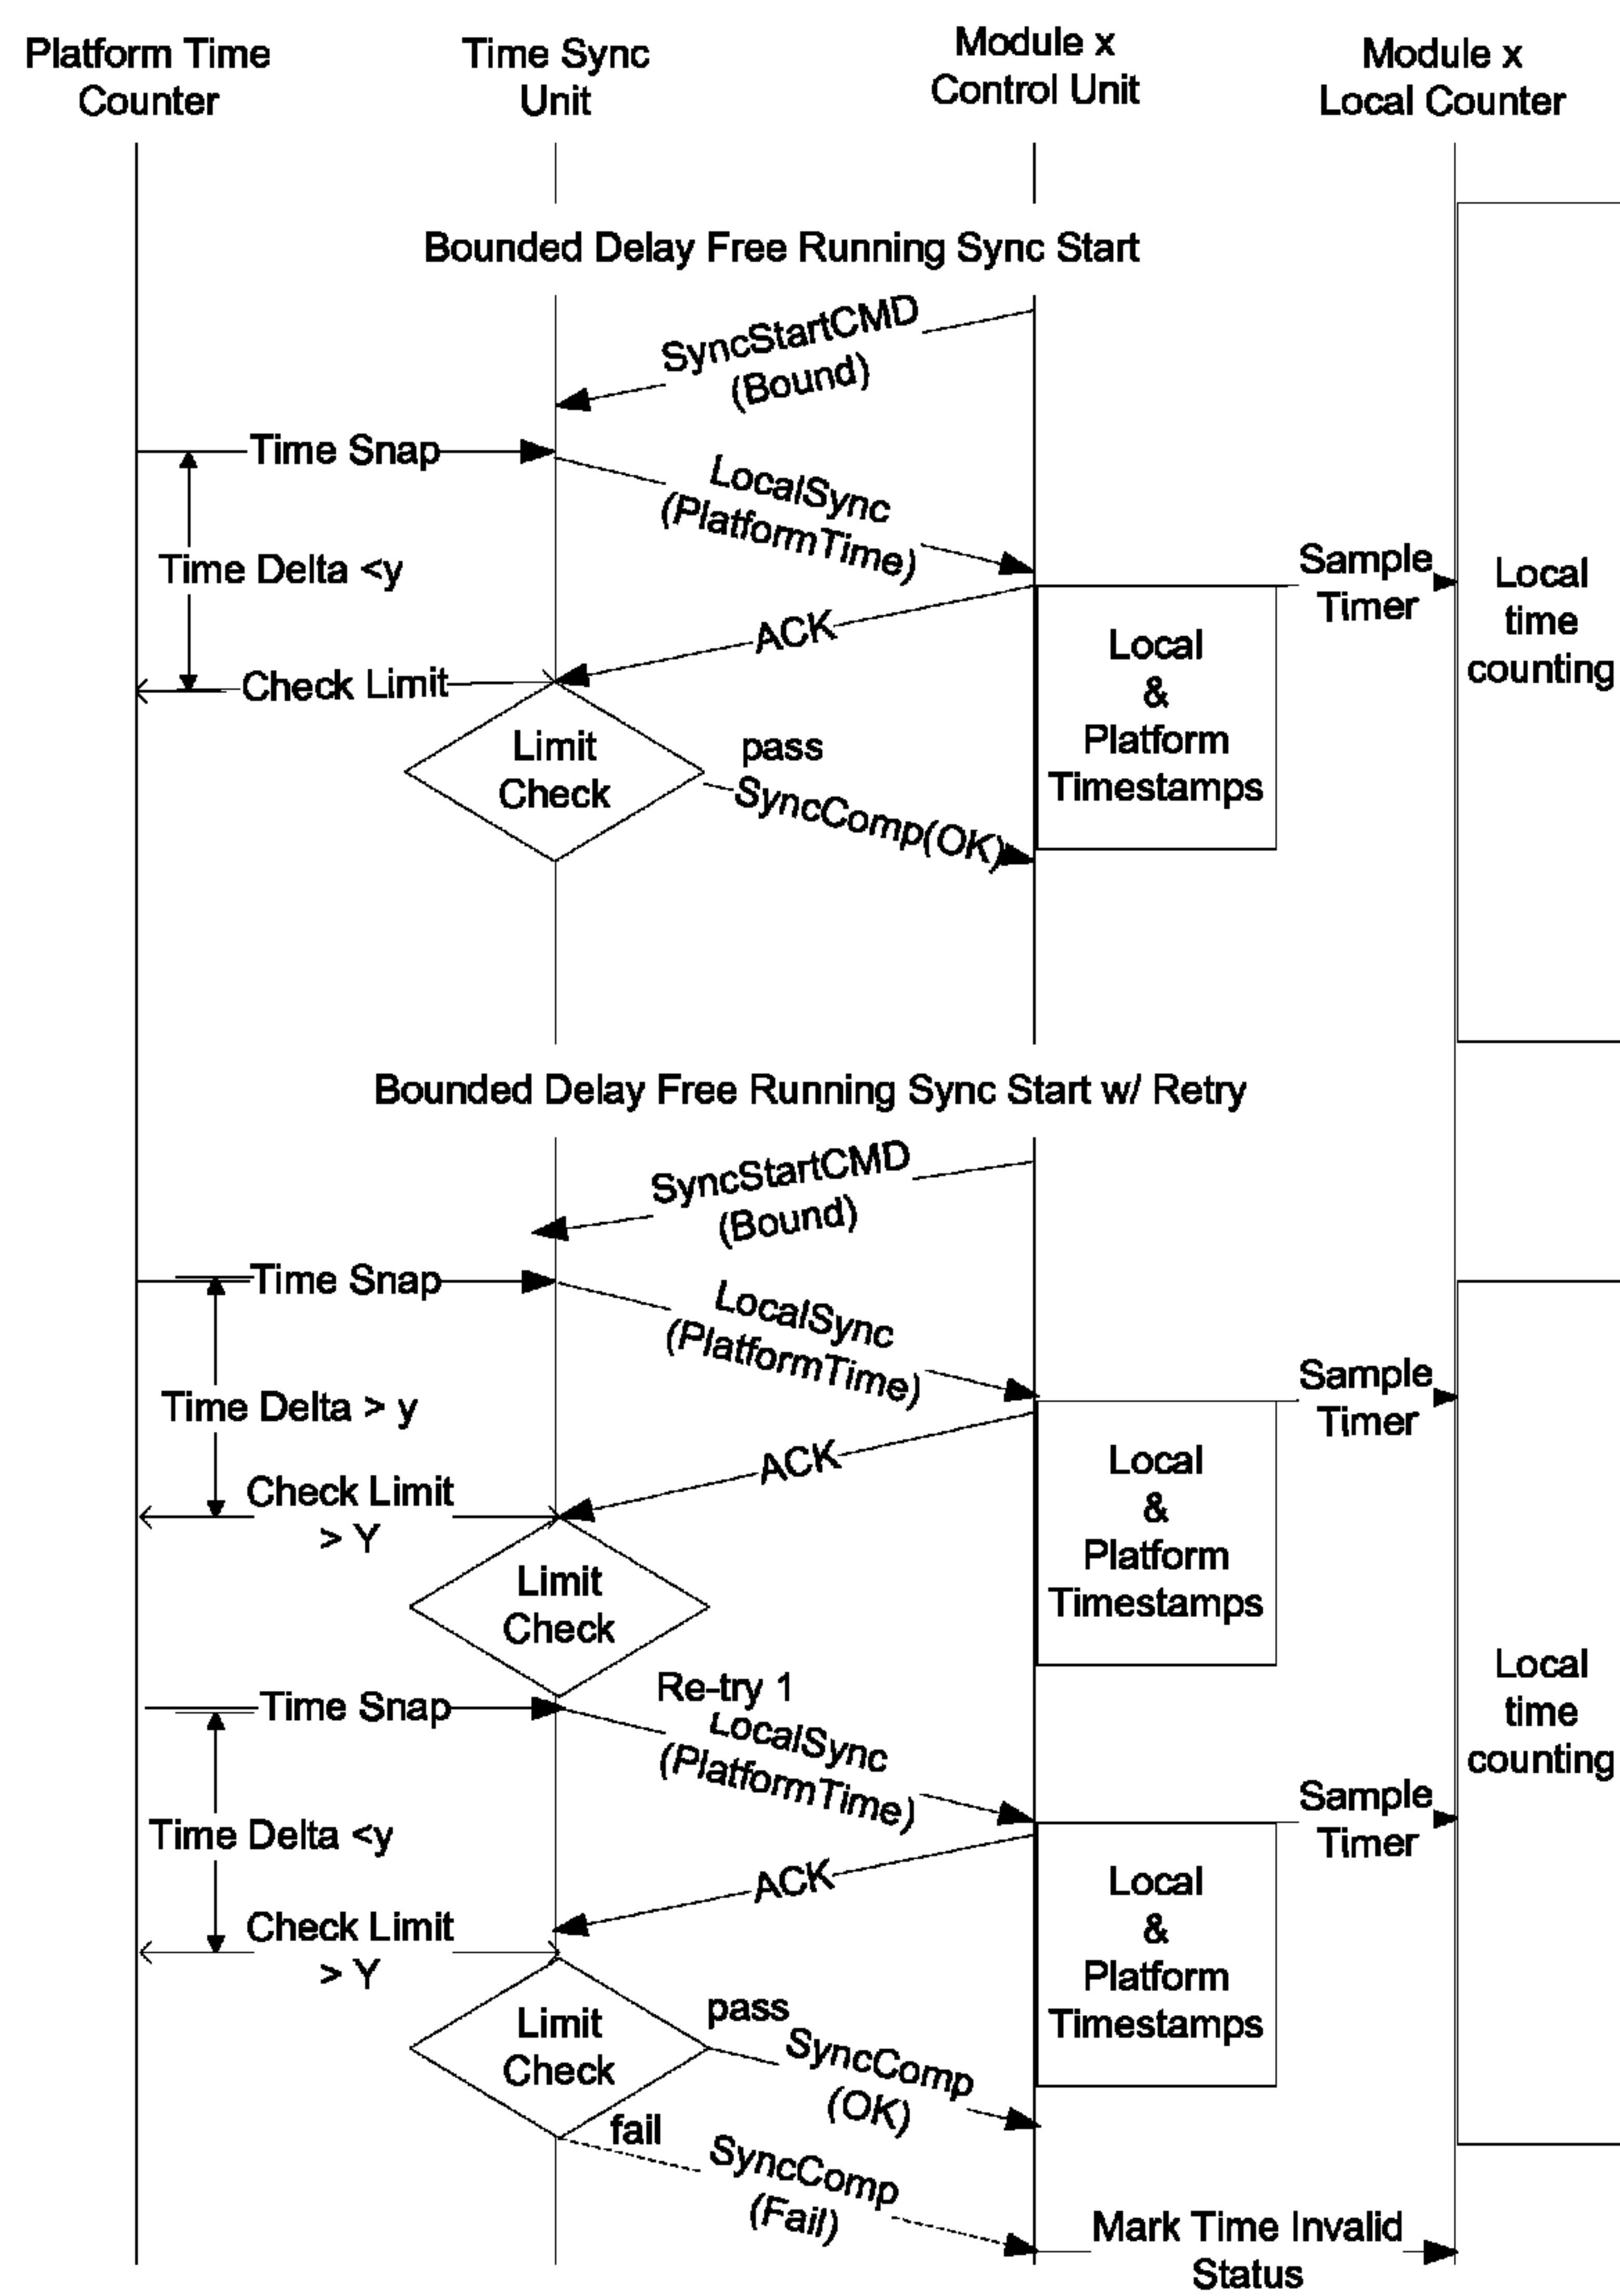 Platform Time
Counter
Time Sync
Unit
Module x
Control Unit
Module x
Local Counter
Bounded Delay Free Running Sync Start
SyncStartCMD
(Bound)
Time Snap
LocalSync
(PlatformTime)
Time Delta <y
Sample
Timer
Local
time
counting
ACK
Local
&
Platform
Timestamps
Check Limit
Limit
Check
pass
SyncComp(OK)
Bounded Delay Free Running Sync Start w/ Retry
SyncStartCMD
(Bound)
Time Snap
LocalSync
(PlatformTime)
Sample
Timer
Time Delta > y
ACK
Local
&
Platform
Timestamps
Check Limit
> Y
Limit
Check
Local
time
counting
Time Snap
Re-try 1
LocalSync
(PlatformTime)
Sample
Timer
Time Delta <y
ACK
Local
&
Platform
Timestamps
Check Limit
> Y
Limit
Check
pass
SyncComp
(OK)
fail
SyncComp
(Fail)
Mark Time Invalid
Status